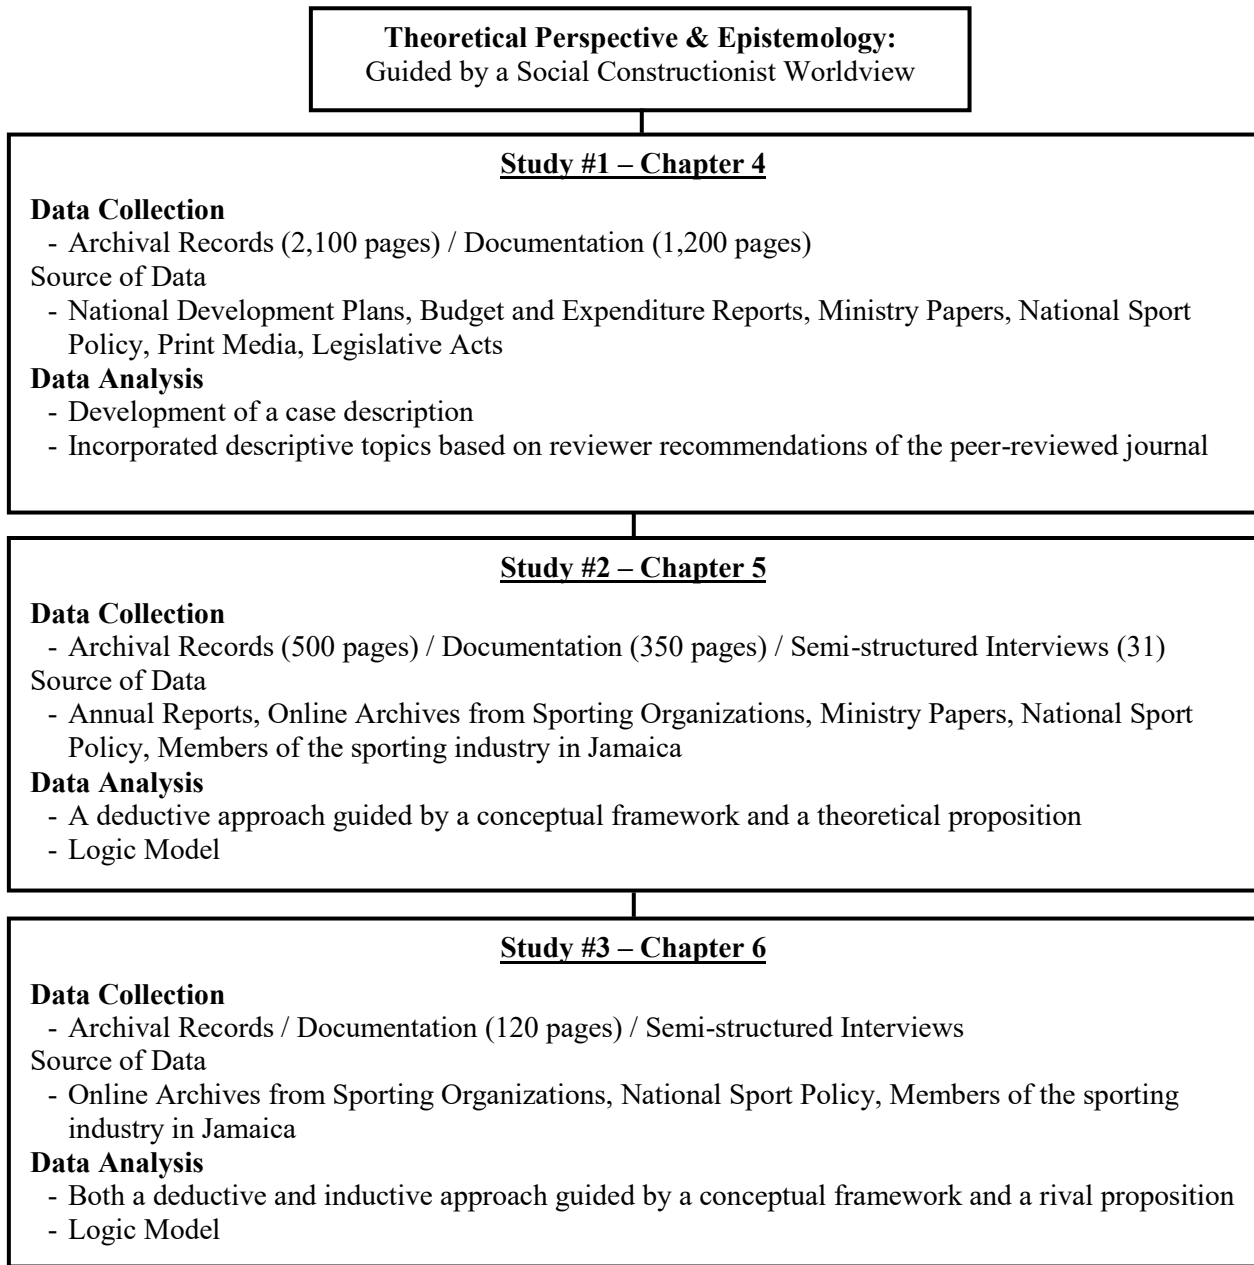 Theoretical Perspective & Epistemology:
Guided by a Social Constructionist Worldview
Study #1 – Chapter 4
Data Collection
- Archival Records (2,100 pages) / Documentation (1,200 pages)
Source of Data
- National Development Plans, Budget and Expenditure Reports, Ministry Papers, National Sport
Policy, Print Media, Legislative Acts
Data Analysis
- Development of a case description
- Incorporated descriptive topics based on reviewer recommendations of the peer-reviewed journal
Study #2 – Chapter 5
Data Collection
- Archival Records (500 pages) / Documentation (350 pages) / Semi-structured Interviews (31)
Source of Data
- Annual Reports, Online Archives from Sporting Organizations, Ministry Papers, National Sport
Policy, Members of the sporting industry in Jamaica
Data Analysis
- A deductive approach guided by a conceptual framework and a theoretical proposition
- Logic Model
Study #3 – Chapter 6
Data Collection
- Archival Records / Documentation (120 pages) / Semi-structured Interviews
Source of Data
- Online Archives from Sporting Organizations, National Sport Policy, Members of the sporting
industry in Jamaica
Data Analysis
- Both a deductive and inductive approach guided by a conceptual framework and a rival proposition
- Logic Model